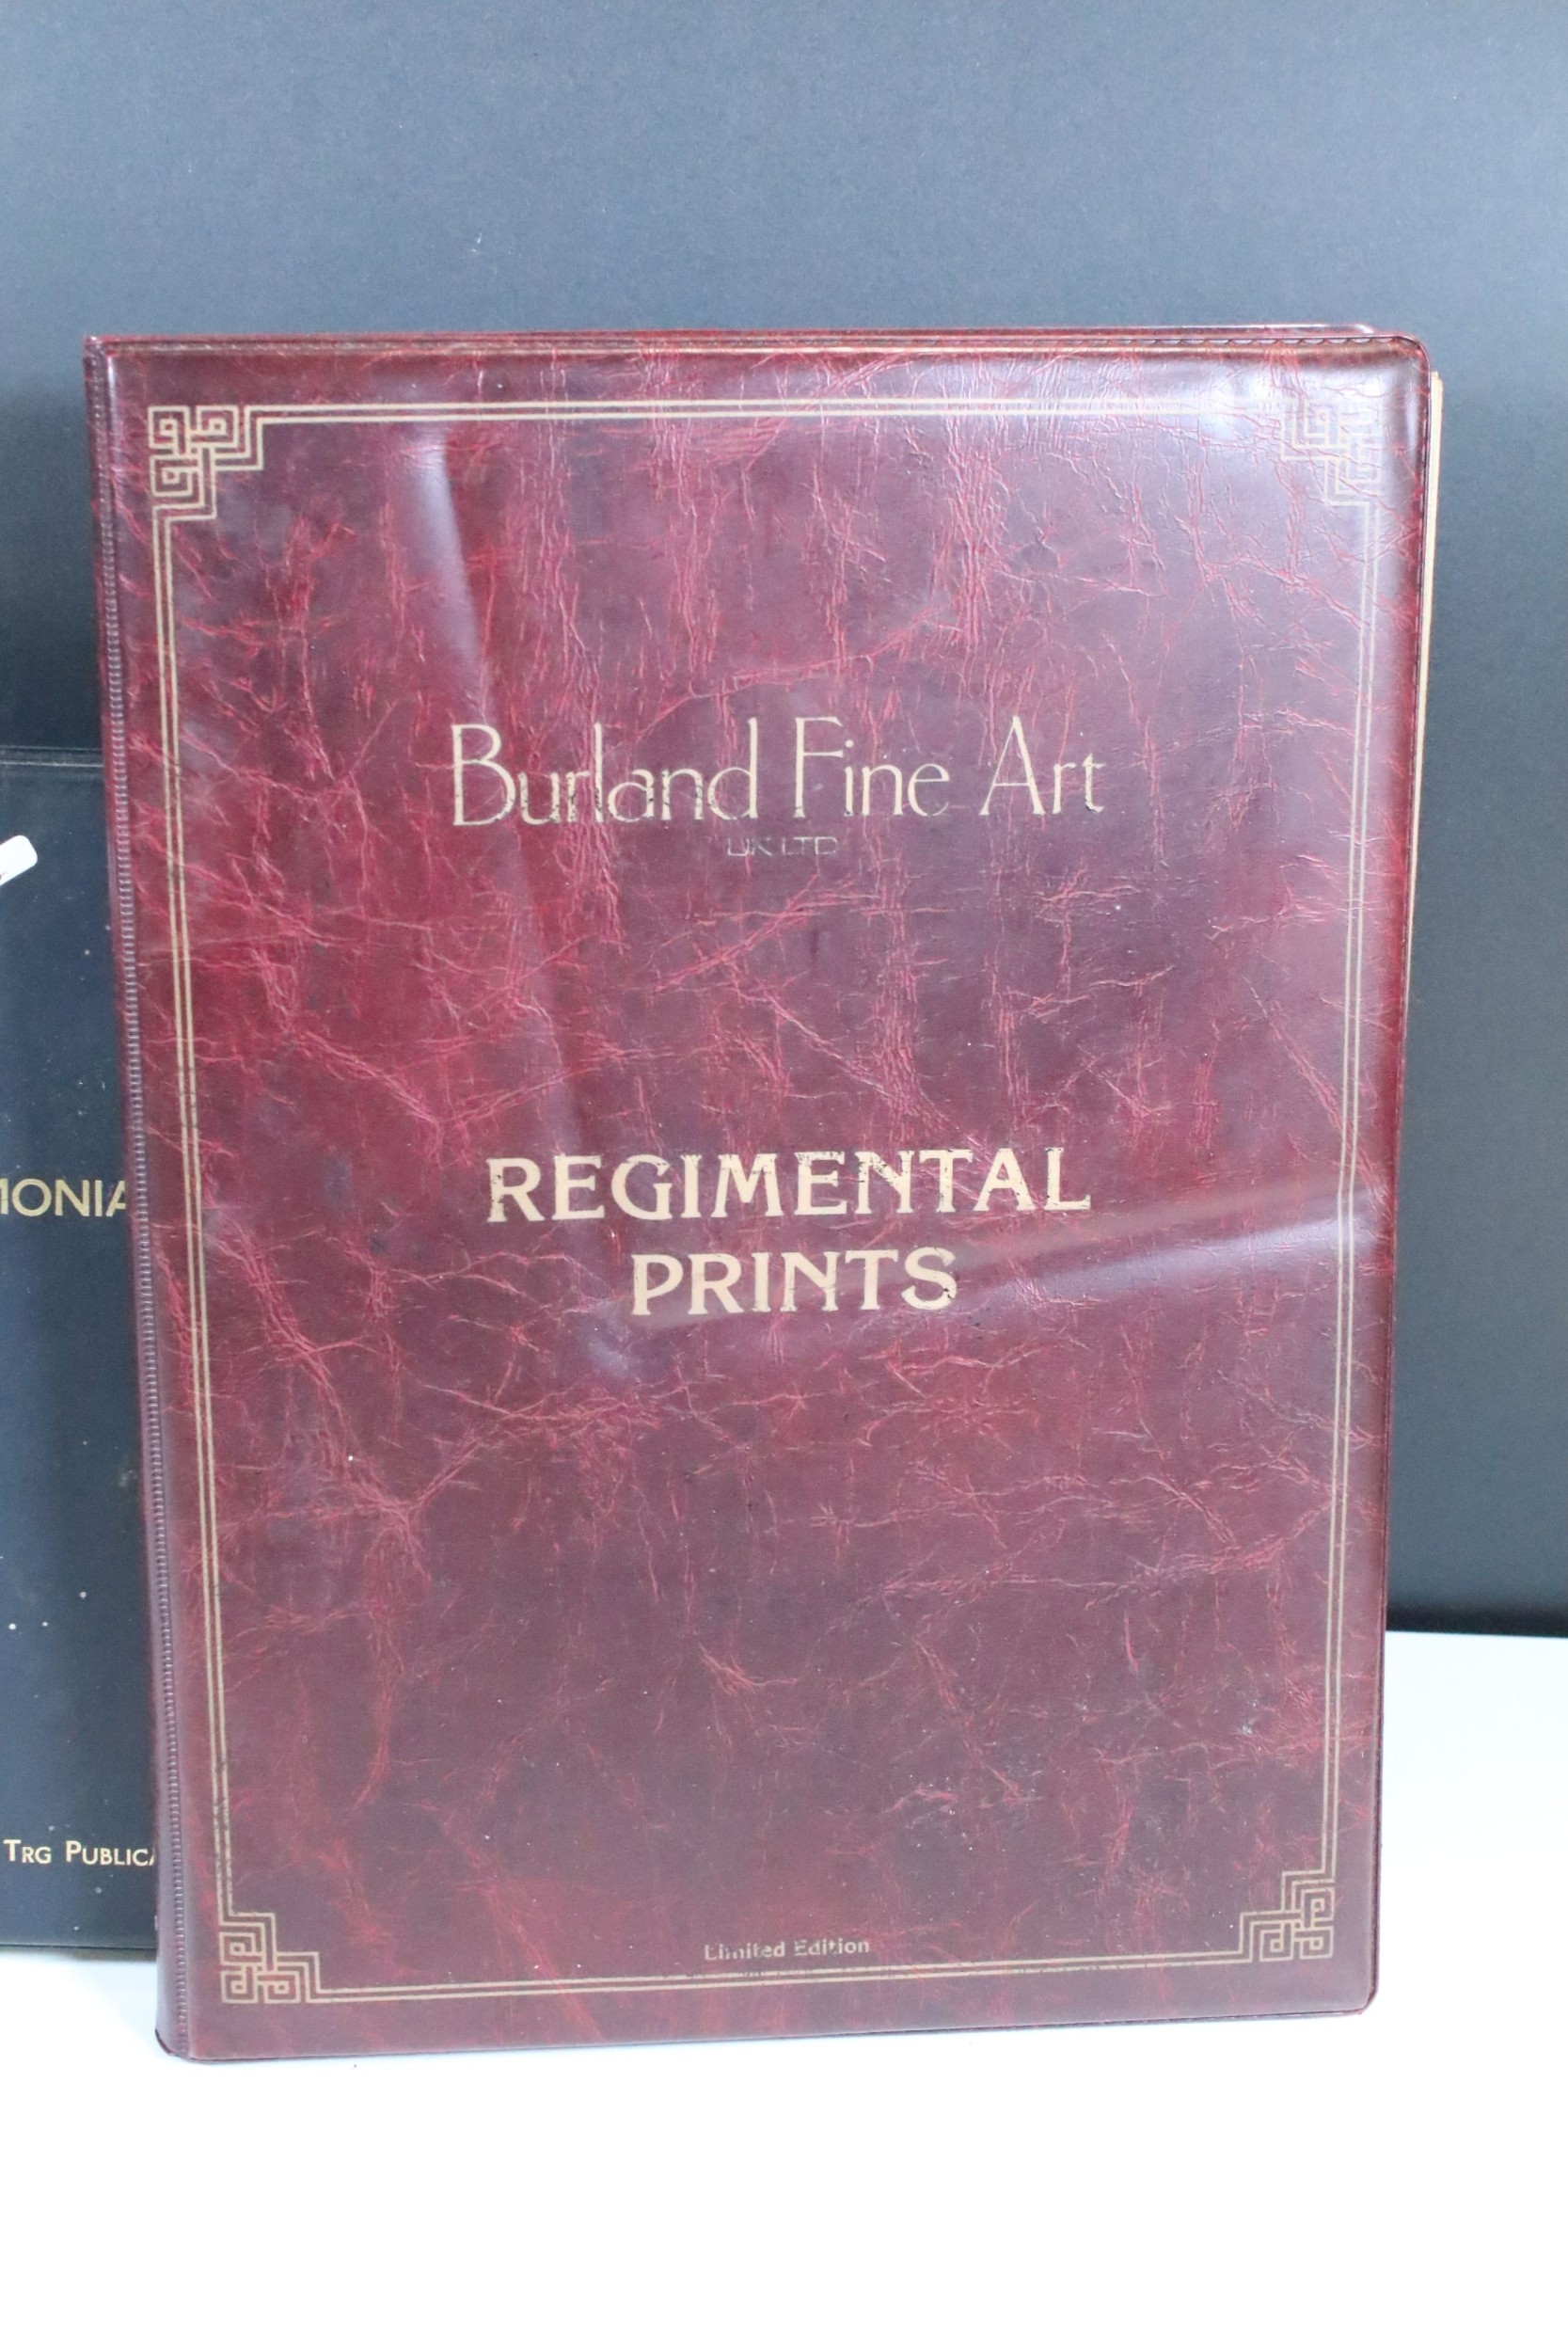 Burland Fine Art
UK LTD
REGIMENTAL
PRINTS
Limited Edition
MONIA
TRG PUBLICA